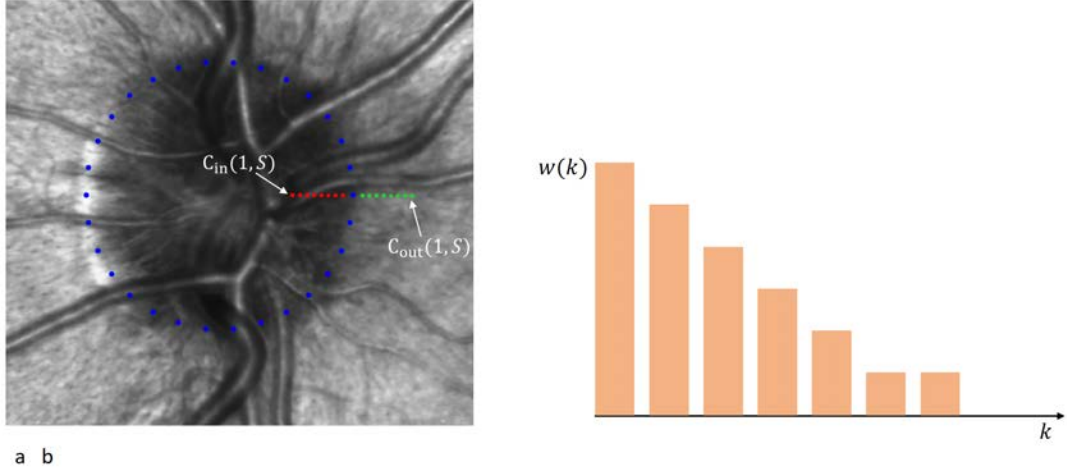 C_in(1, S)
C_out(1, S)
w(k)
k
a b